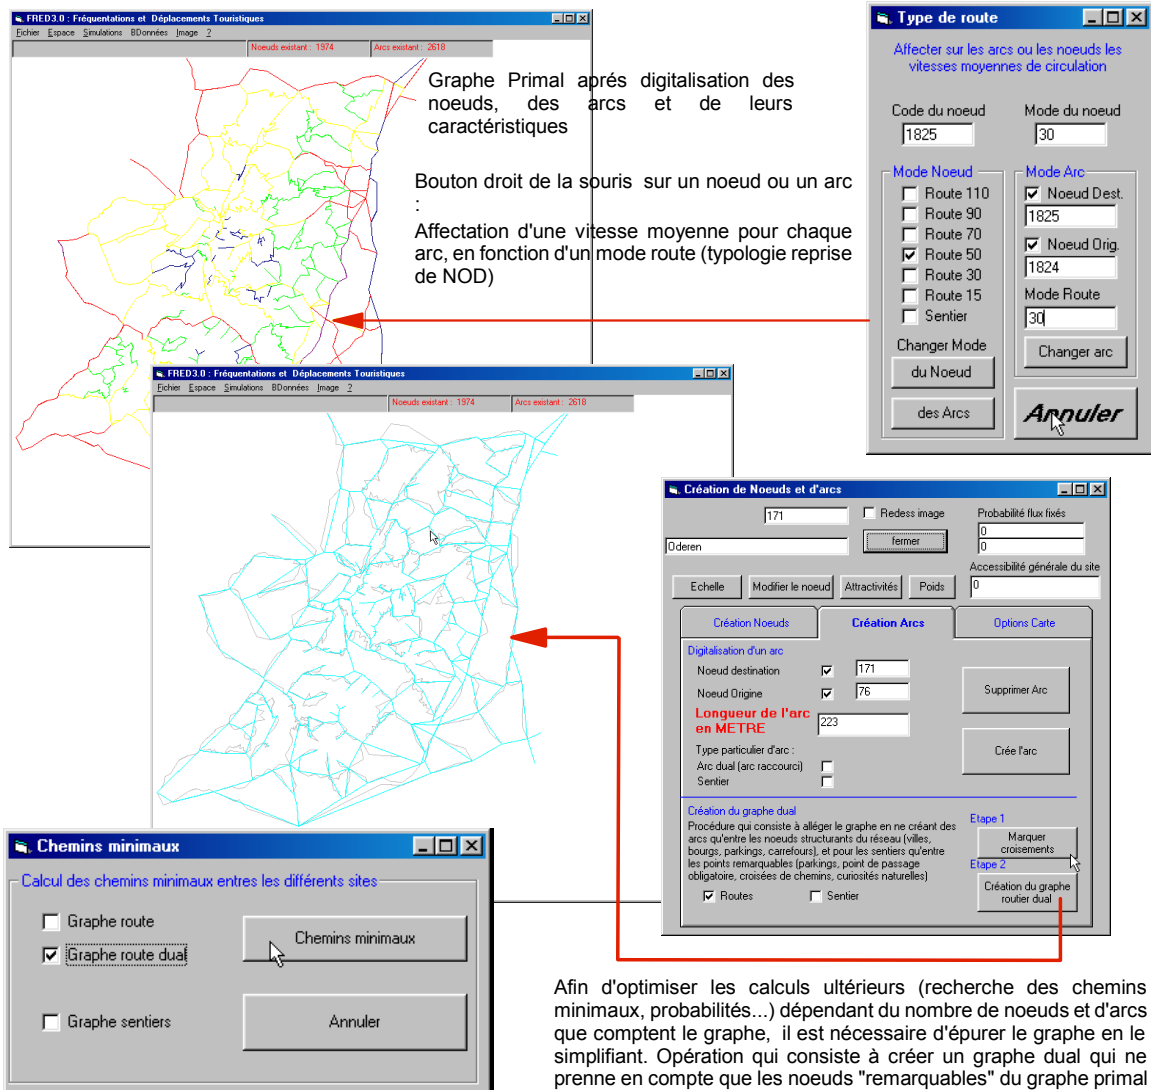 FRED3.0 : Fréquentations et Déplacements Touristiques
Fichier Espace Simulations BDonnées Image ?
Noeuds existant : 1974
Arcs existant : 2618
Graphe Primal aprés digitalisation des
noeuds, des arcs et de leurs
caractéristiques
Bouton droit de la souris sur un noeud ou un arc
:
Affectation d'une vitesse moyenne pour chaque
arc, en fonction d'un mode route (typologie reprise
de NOD)
Type de route
Affecter sur les arcs ou les noeuds les
vitesses moyennes de circulation
Code du noeud
Mode du noeud
1825
30
Mode Noeud
Route 110
Route 90
Route 70
Route 50
Route 30
Route 15
Sentier
Changer Mode
du Noeud
des Arcs
Mode Arc
Noeud Dest.
1825
Noeud Orig.
1824
Mode Route
30
Changer arc
Annuler
FRED3.0 : Fréquentations et Déplacements Touristiques
Fichier Espace Simulations BDonnées Image ?
Noeuds existant : 1974
Arcs existant : 2618
Création de Noeuds et d'arcs
171
Redess image
Probabilité flux fixés
0
0
Oderen
fermer
Accessibilité générale du site
0
Echelle
Modifier le noeud
Attractivités
Poids
Création Noeuds
Création Arcs
Options Carte
Digitalisation d'un arc
Noeud destination
171
Noeud Origine
76
Longueur de l'arc
en METRE
223
Type particulier d'arc :
Arc dual (arc raccourci)
Sentier
Supprimer Arc
Crée l'arc
Création du graphe dual
Procédure qui consiste à alléger le graphe en ne créant des
arcs qu'entre les noeuds structurants du réseau (villes,
bourgs, parkings, carrefours), et pour les sentiers qu'entre
les points remarquables (parkings, point de passage
obligatoire, croisées de chemins, curiosités naturelles)
Routes
Sentier
Etape 1
Marquer
croisements
Etape 2
Création du graphe
routier dual
Chemins minimaux
Calcul des chemins minimaux entres les différents sites
Graphe route
Graphe route dual
Graphe sentiers
Chemins minimaux
Annuler
Afin d'optimiser les calculs ultérieurs (recherche des chemins
minimaux, probabilités...) dépendant du nombre de noeuds et d'arcs
que comptent le graphe, il est nécessaire d'épurer le graphe en le
simplifiant. Opération qui consiste à créer un graphe dual qui ne
prenne en compte que les noeuds "remarquables" du graphe primal